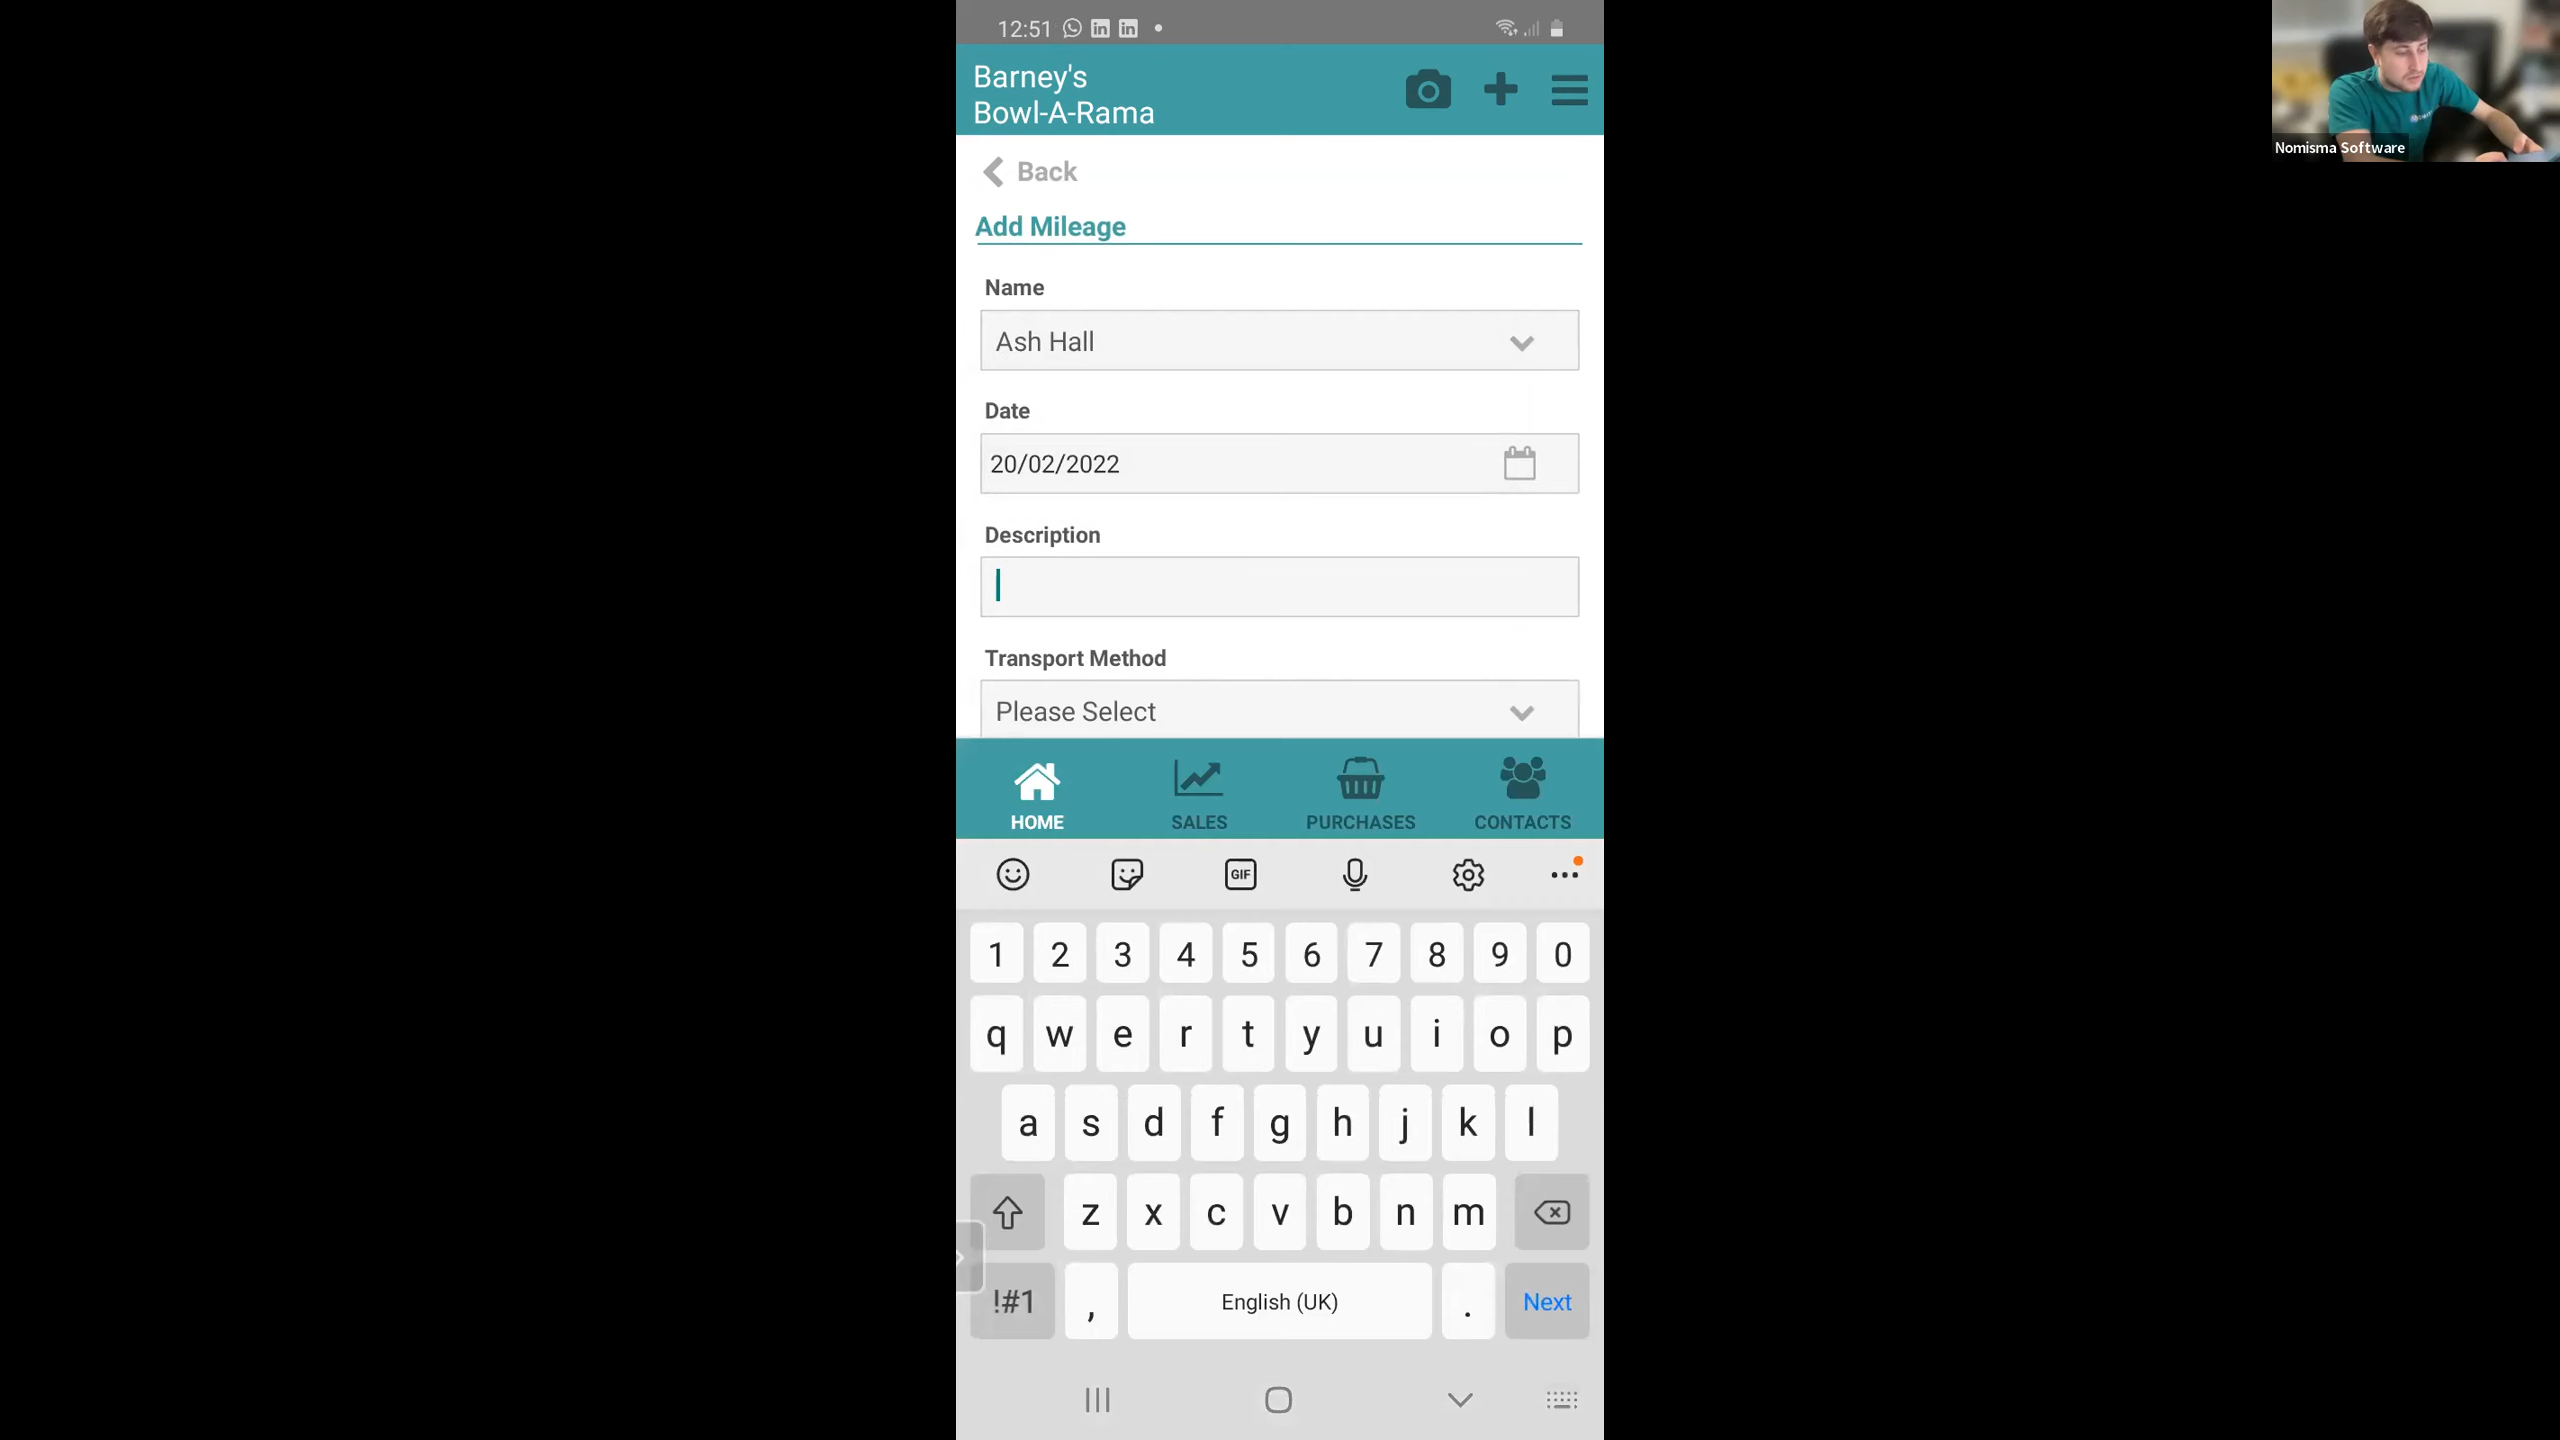 12:51
Barney's
Bowl-A-Rama
Nomisma Software
Back
Add Mileage
Name
Ash Hall
Date
20/02/2022
Description
Transport Method
Please Select
HOME SALES PURCHASES CONTACTS
GIF
1 2 3 4 5 6 7 8 9 0
q w e r t y u i o p
a s d f g h j k l
z x c v b n m
!#1 , English (UK) . Next